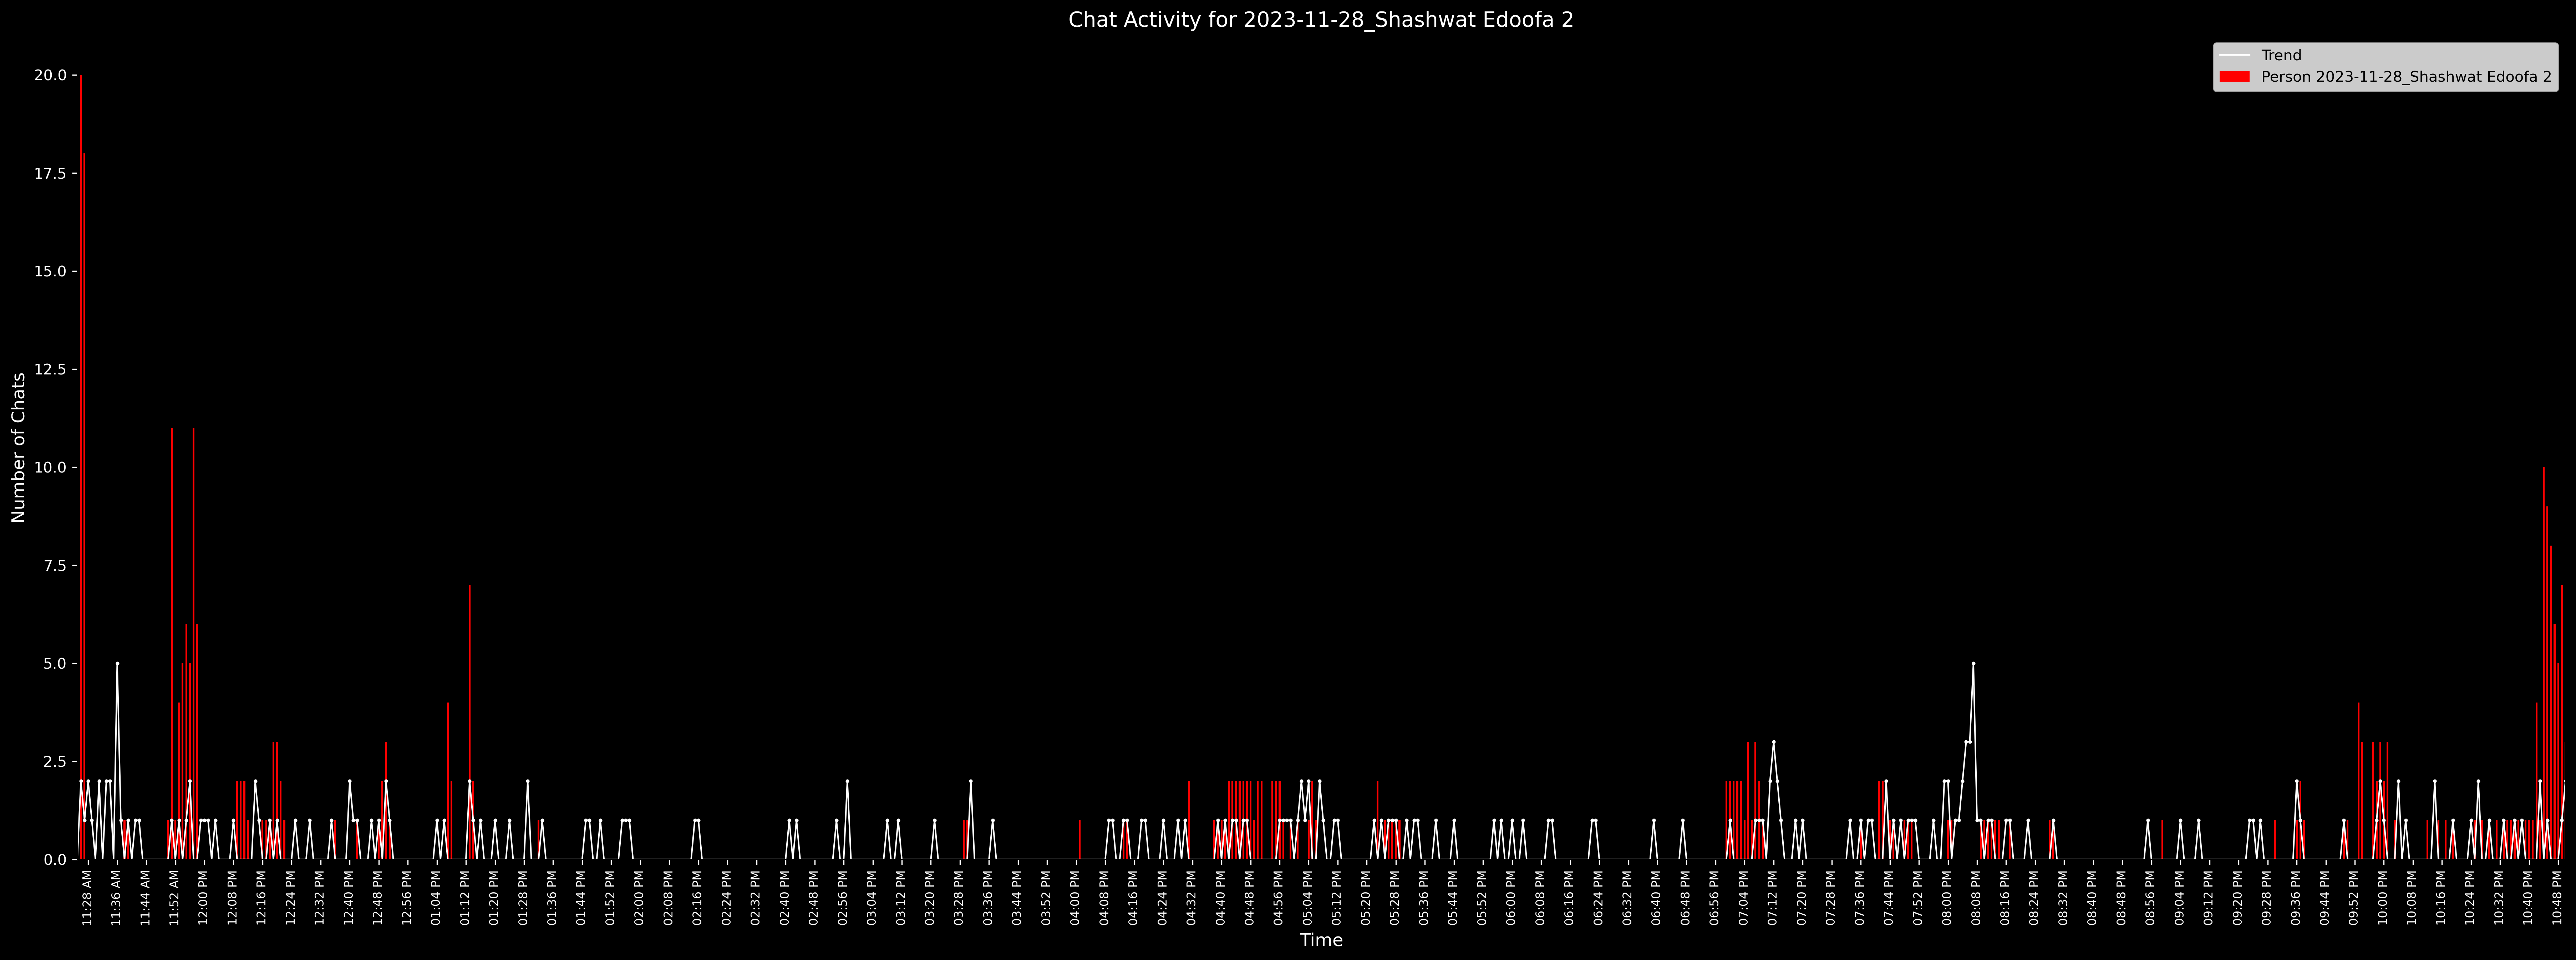 Chat Activity for 2023-11-28_Shashwat Edoofa 2
Trend
Person 2023-11-28_Shashwat Edoofa 2
Number of Chats
20.0
17.5
15.0
12.5
10.0
7.5
5.0
2.5
0.0
11:28 AM
11:36 AM
11:44 AM
11:52 AM
12:00 PM
12:08 PM
12:16 PM
12:24 PM
12:32 PM
12:40 PM
12:48 PM
12:56 PM
01:04 PM
01:12 PM
01:20 PM
01:28 PM
01:36 PM
01:44 PM
01:52 PM
02:00 PM
02:08 PM
02:16 PM
02:24 PM
02:32 PM
02:40 PM
02:48 PM
02:56 PM
03:04 PM
03:12 PM
03:20 PM
03:28 PM
03:36 PM
03:44 PM
03:52 PM
04:00 PM
04:08 PM
04:16 PM
04:24 PM
04:32 PM
04:40 PM
04:48 PM
04:56 PM
05:04 PM
05:12 PM
05:20 PM
05:28 PM
05:36 PM
05:44 PM
05:52 PM
06:00 PM
06:08 PM
06:16 PM
06:24 PM
06:32 PM
06:40 PM
06:48 PM
06:56 PM
07:04 PM
07:12 PM
07:20 PM
07:28 PM
07:36 PM
07:44 PM
07:52 PM
08:00 PM
08:08 PM
08:16 PM
08:24 PM
08:32 PM
08:40 PM
08:48 PM
08:56 PM
09:04 PM
09:12 PM
09:20 PM
09:28 PM
09:36 PM
09:44 PM
09:52 PM
10:00 PM
10:08 PM
10:16 PM
10:24 PM
10:32 PM
10:40 PM
10:48 PM
Time